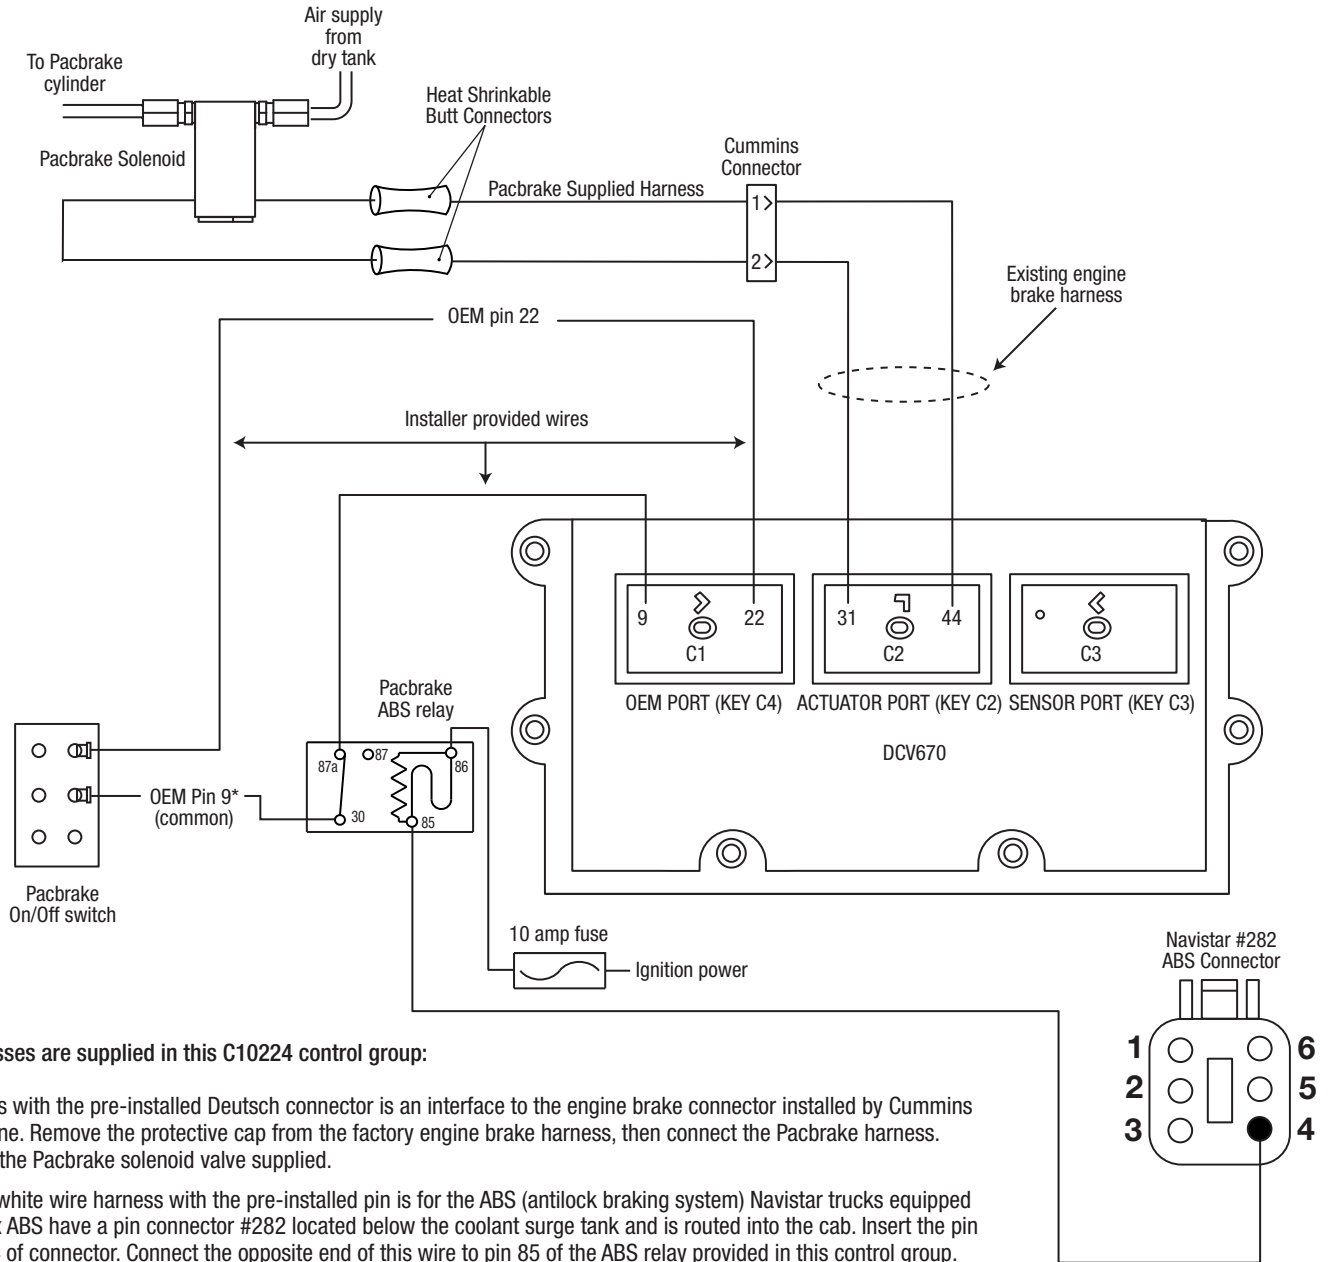 Air supply
from
dry tank
To Pacbrake
cylinder
Heat Shrinkable
Butt Connectors
Pacbrake Solenoid
Cummins
Connector
Pacbrake Supplied Harness
1
2
Existing engine
brake harness
OEM pin 22
Installer provided wires
9
22
C1
31
44
C2
C3
OEM PORT (KEY C4)
ACTUATOR PORT (KEY C2)
SENSOR PORT (KEY C3)
DCV670
Pacbrake
ABS relay
87a
87
86
30
85
OEM Pin 9*
(common)
Pacbrake
On/Off switch
10 amp fuse
Ignition power
Navistar #282
ABS Connector
1
2
3
6
5
4
sses are supplied in this C10224 control group:
s with the pre-installed Deutsch connector is an interface to the engine brake connector installed by Cummins
ne. Remove the protective cap from the factory engine brake harness, then connect the Pacbrake harness.
the Pacbrake solenoid valve supplied.
white wire harness with the pre-installed pin is for the ABS (antilock braking system) Navistar trucks equipped
ABS have a pin connector #282 located below the coolant surge tank and is routed into the cab. Insert the pin
of connector. Connect the opposite end of this wire to pin 85 of the ABS relay provided in this control group.